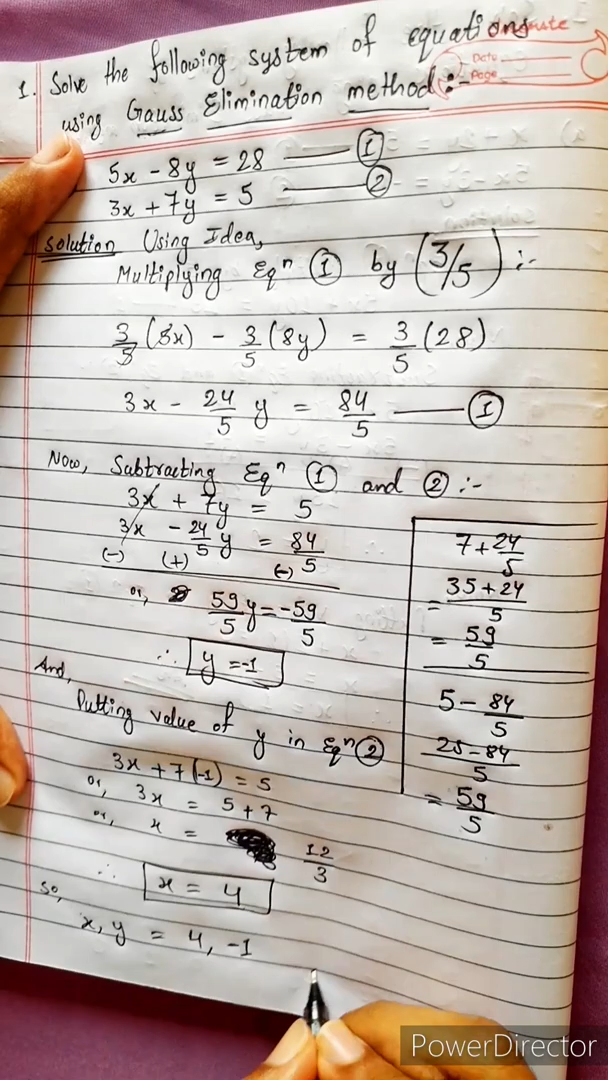 1. Solve the following system of equations
using Gauss Elimination method :-
Date
Page
5x - 8y = 28 —— ①
3x + 7y = 5 —— ②
Solution Using Idea,
Multiplying Eqⁿ ① by (3/5) :-
3/5 (5x) - 3/5 (8y) = 3/5 (28)
3x - 24/5 y = 84/5 —— ①
Now, Subtracting Eqⁿ ① and ② :-
3x + 7y = 5
3x - 24/5 y = 84/5
(-) (+) (-)
or, 59/5 y = -59/5
∴ y = -1
7 + 24/5
= 35 + 24/5
= 59/5
5 - 84/5
25 - 84/5
= 59/5
And,
Putting value of y in Eqⁿ ②
3x + 7(-1) = 5
or, 3x = 5 + 7
or, x = 12/3
∴ x = 4
So,
x, y = 4, -1
PowerDirector